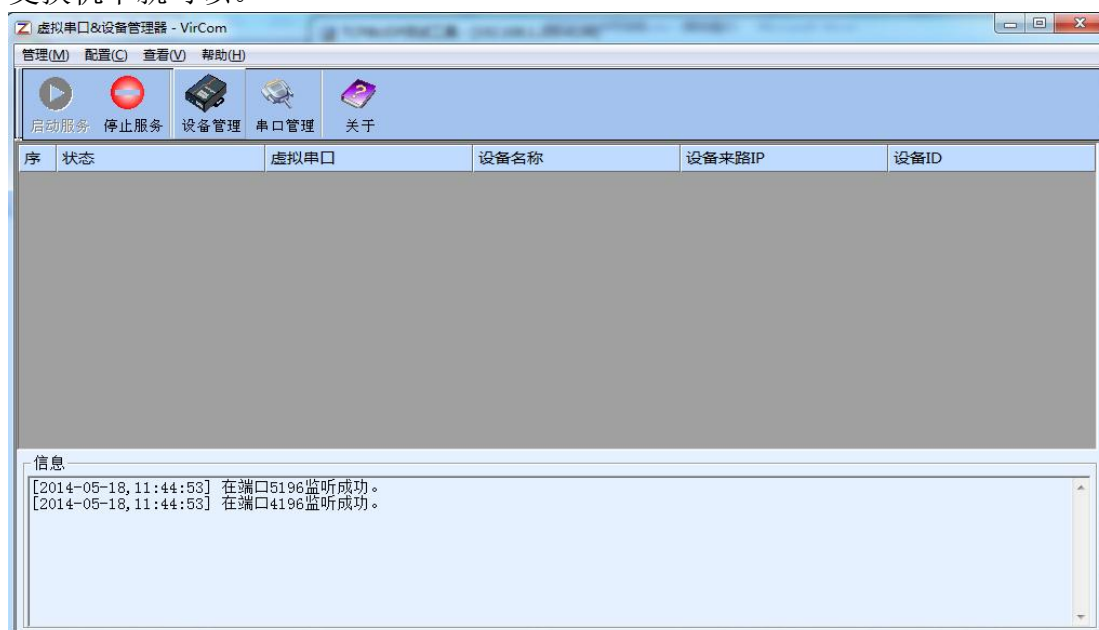 虚拟串口&设备管理器 - VirCom
管理(M) 配置(C) 查看(V) 帮助(H)
启动服务 停止服务 设备管理 串口管理 关于
序 状态 虚拟串口 设备名称 设备来路IP 设备ID
信息
[2014-05-18,11:44:53] 在端口5196监听成功。
[2014-05-18,11:44:53] 在端口4196监听成功。